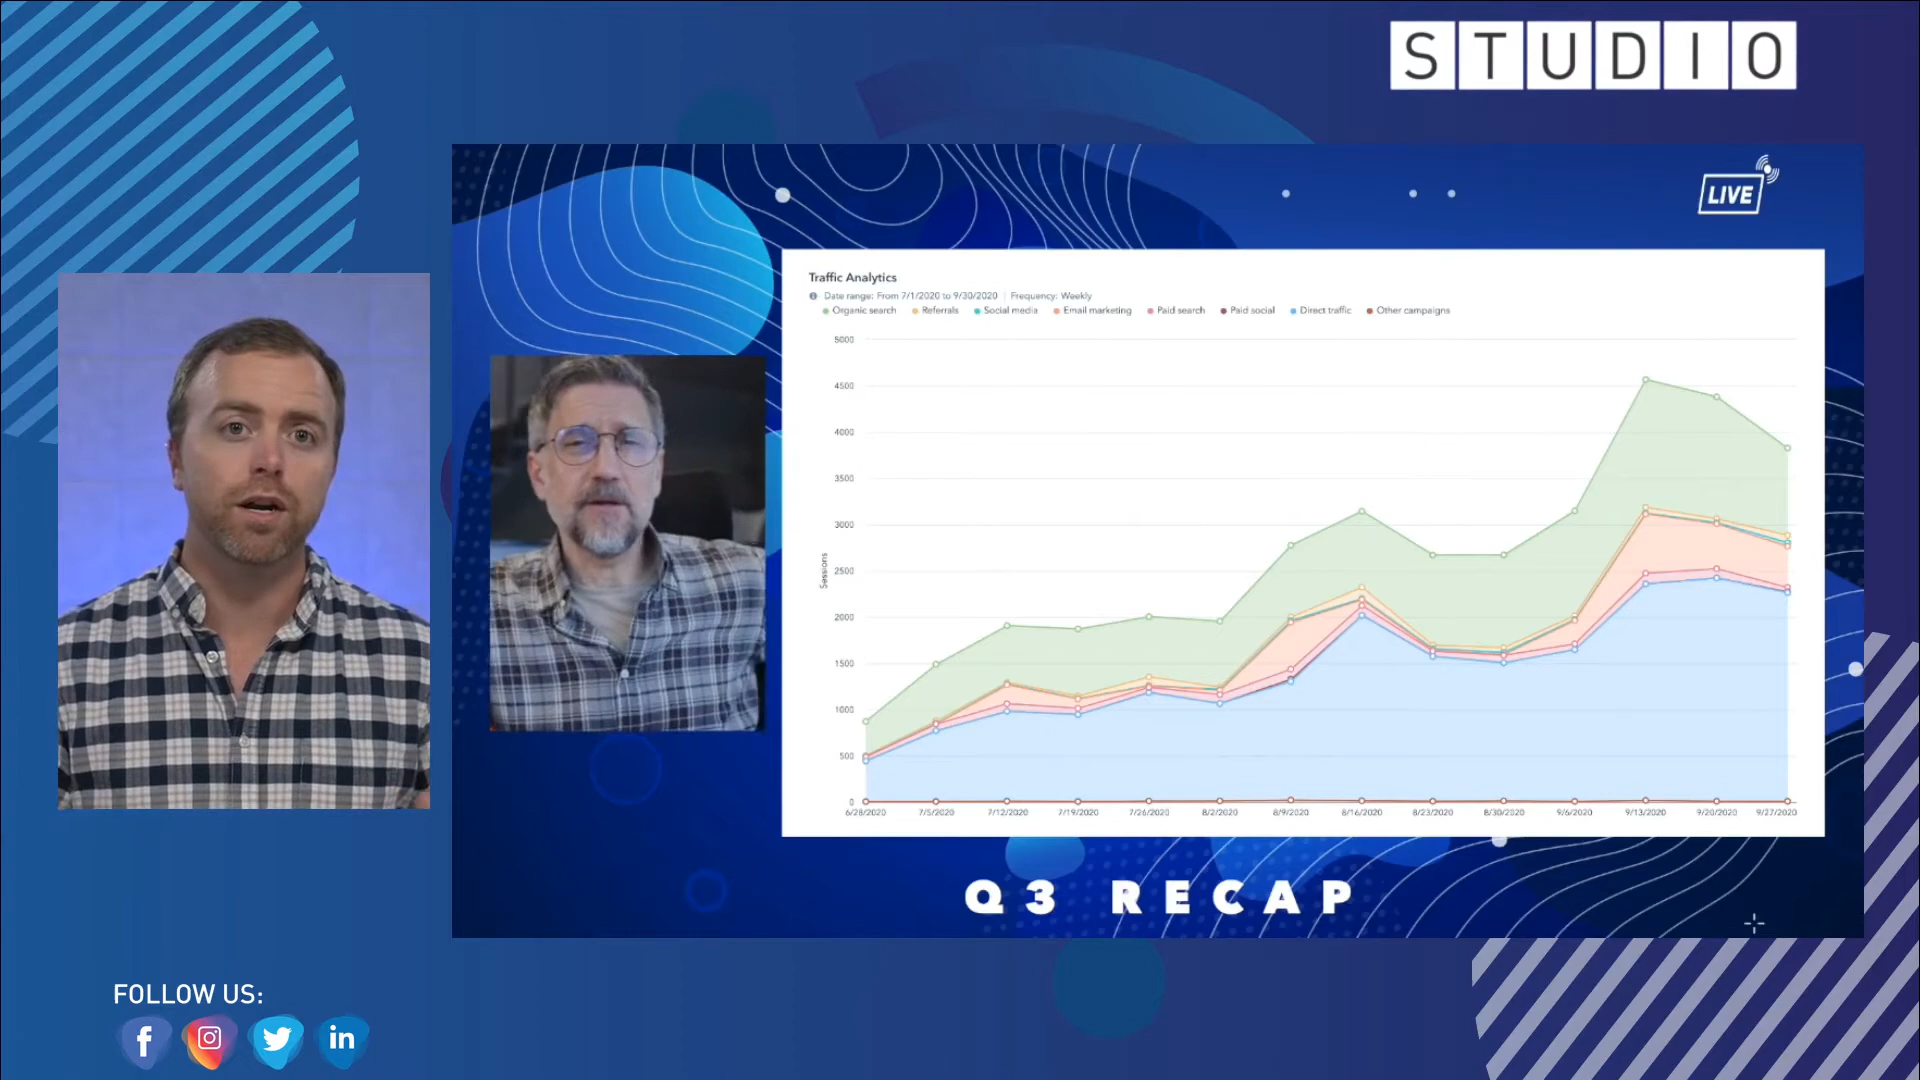 STUDIO
LIVE
Traffic Analytics
Date range: From 7/1/2020 to 9/30/2020 | Frequency: Weekly
Organic search Referrals Social media Email marketing Paid search Paid social Direct traffic Other campaigns
5000
4500
4000
3500
3000
2500
2000
1500
1000
500
0
Sessions
6/28/2020 7/5/2020 7/12/2020 7/19/2020 7/26/2020 8/2/2020 8/9/2020 8/16/2020 8/23/2020 8/30/2020 9/6/2020 9/13/2020 9/20/2020 9/27/2020
Q3 RECAP
FOLLOW US:
f in